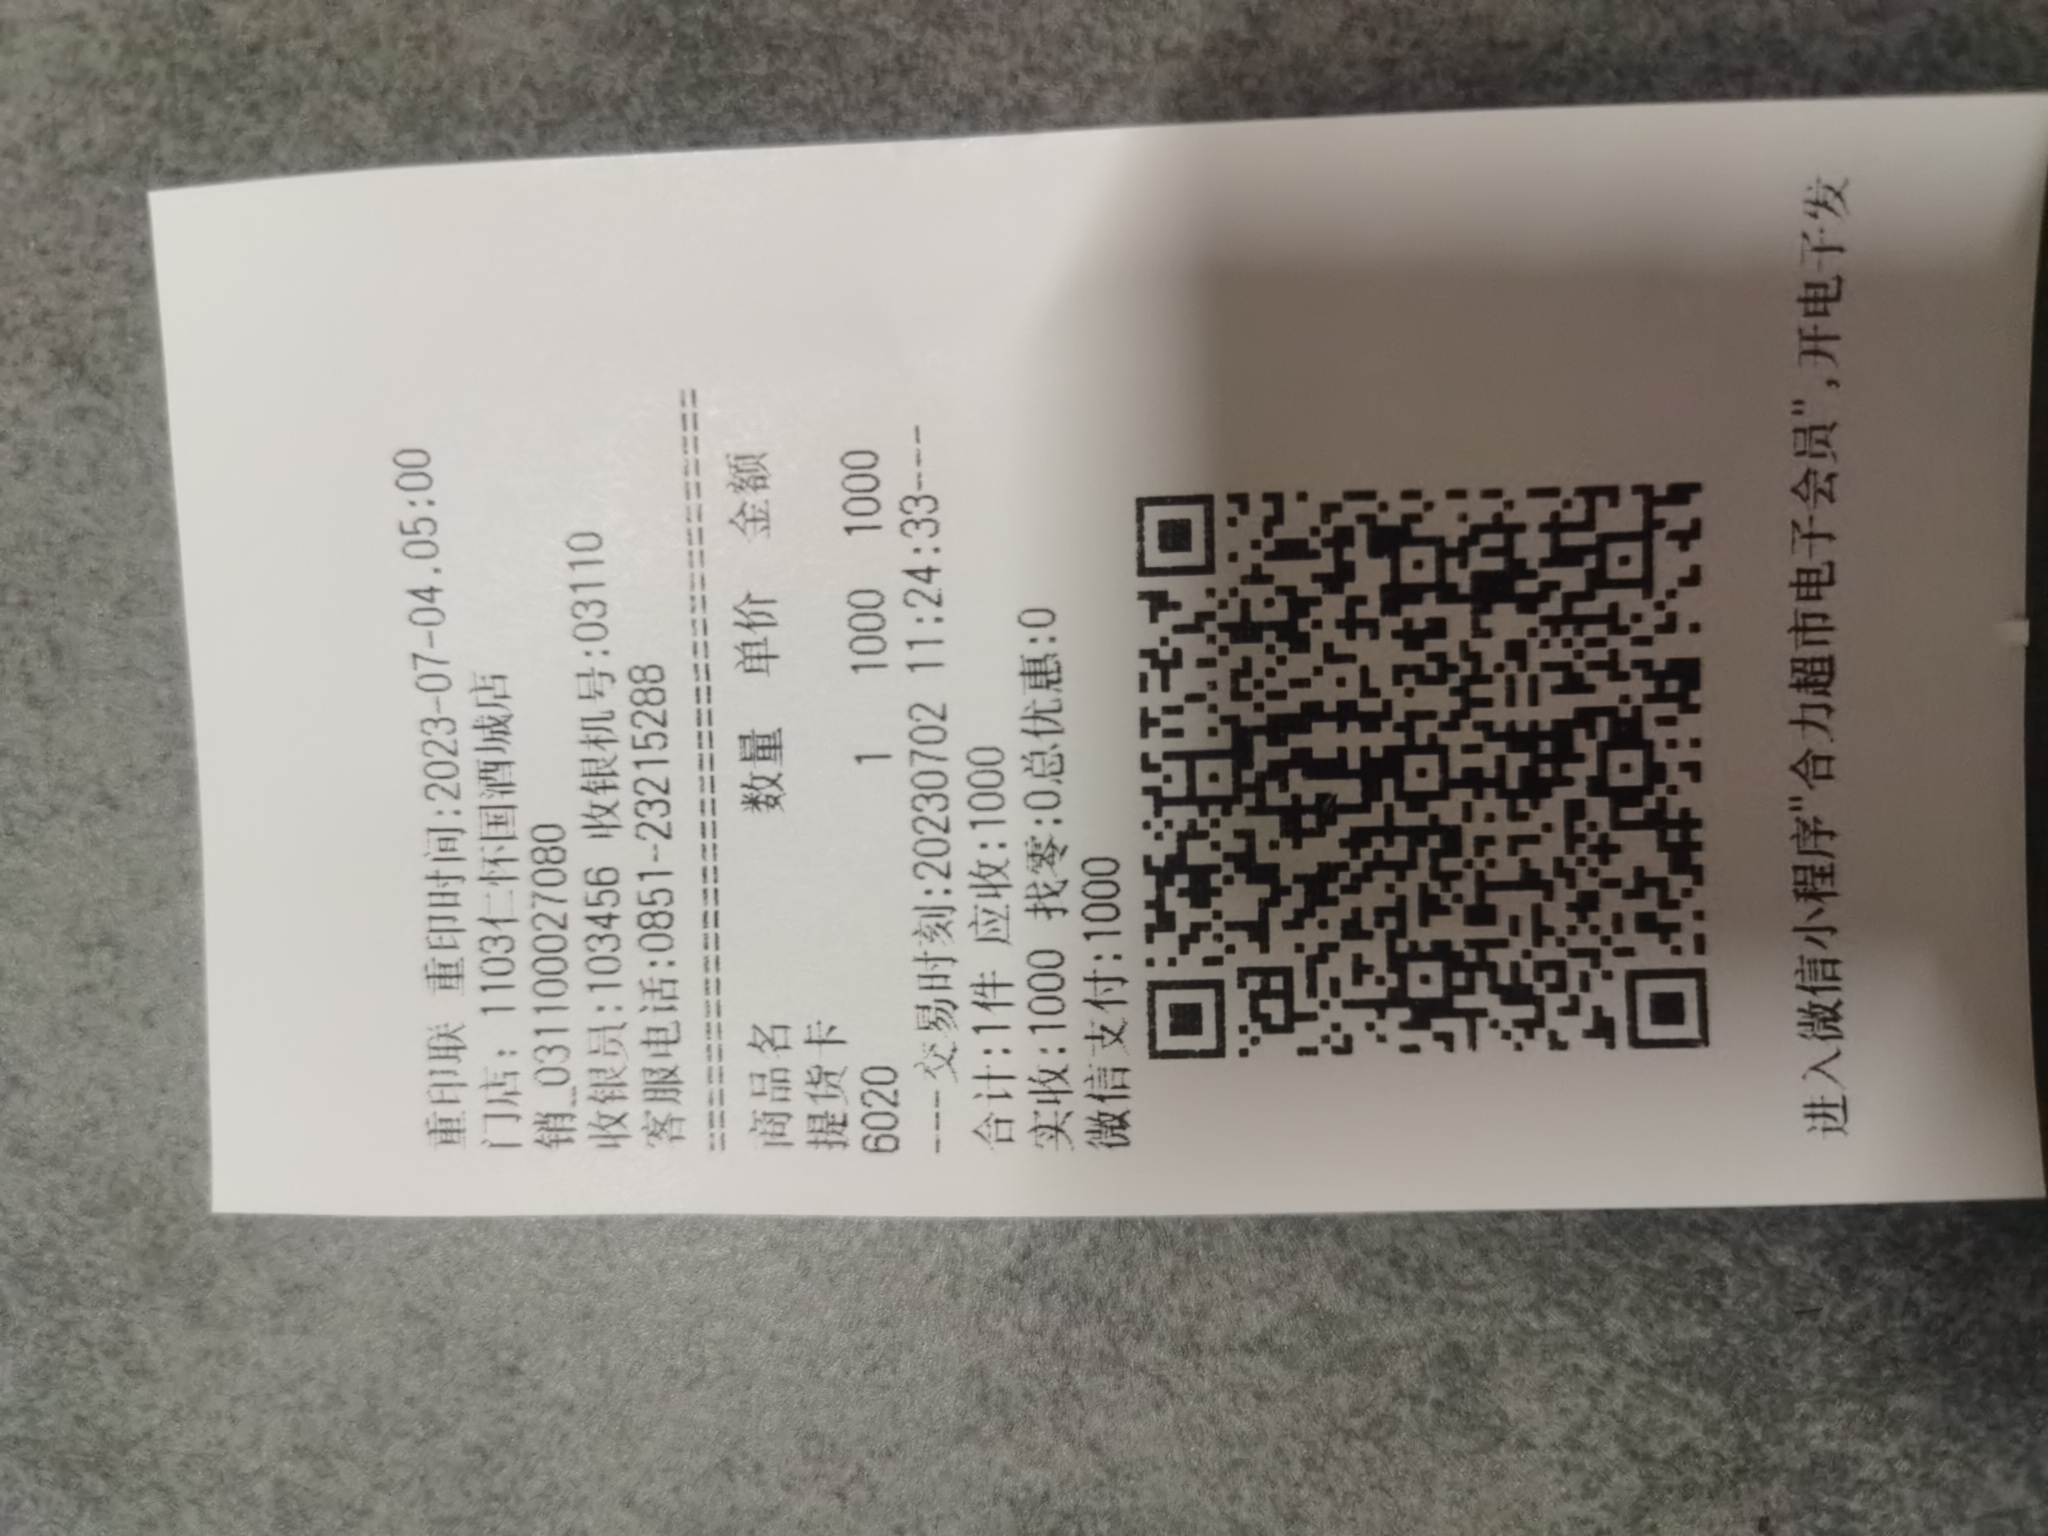 重印联 重印时间:2023-07-04.05:00
门店: 1103仁怀国酒城店
销_0311000027080
收银员:103456 收银机号:03110
客服电话:0851-23215288
================================
商品名 数量 单价 金额
提货卡
6020 1 1000 1000
----交易时刻:20230702 11:24:33----
合计:1件 应收:1000
实收:1000 找零:0总优惠:0
微信支付:1000
进入微信小程序"合力超市电子会员",开电子发